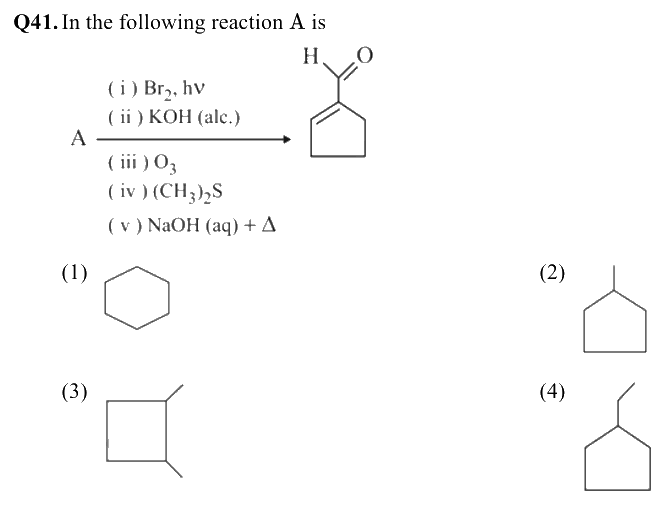 Q41. In the following reaction A is
H O
( i ) Br₂, hν
( ii ) KOH (alc.)
A
( iii ) O₃
( iv ) (CH₃)₂S
( v ) NaOH (aq) + Δ
(1) (2)
(3) (4)